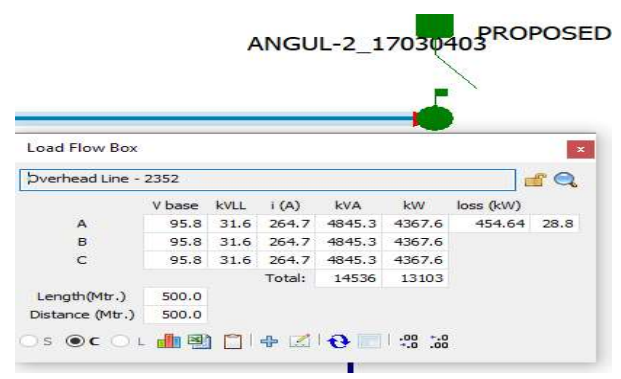 PROPOSED
ANGUL-2_17030403
Load Flow Box
Overhead Line - 2352
V base kVLL i (A) kVA kW loss (kW)
A 95.8 31.6 264.7 4845.3 4367.6 454.64 28.8
B 95.8 31.6 264.7 4845.3 4367.6
C 95.8 31.6 264.7 4845.3 4367.6
Total: 14536 13103
Length(Mtr.) 500.0
Distance (Mtr.) 500.0
S C L